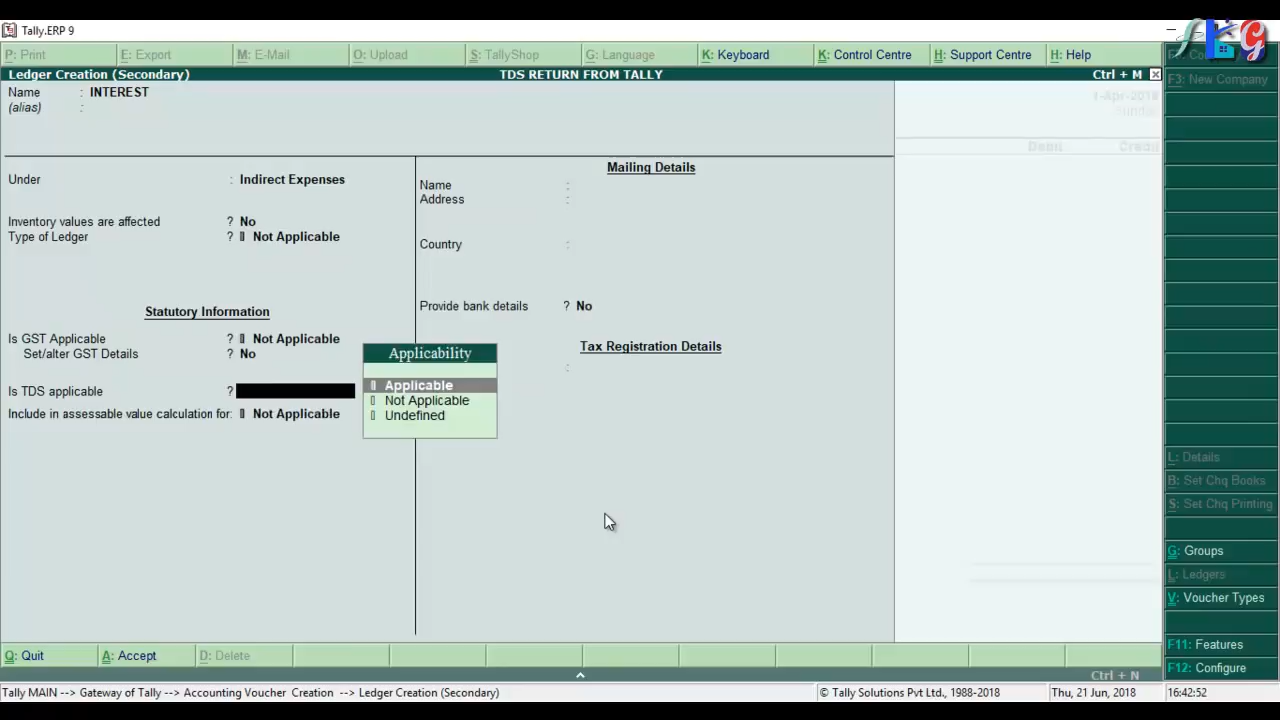 Tally.ERP 9
P: Print
E: Export
M: E-Mail
O: Upload
S: TallyShop
G: Language
K: Keyboard
K: Control Centre
H: Support Centre
H: Help
Ledger Creation (Secondary)
TDS RETURN FROM TALLY
Ctrl + M
F3: New Company
Name : INTEREST
(alias) :
1-Apr-2018
Sunday
Debit Credit
Under : Indirect Expenses
Inventory values are affected ? No
Type of Ledger ? Not Applicable
Statutory Information
Is GST Applicable ? Not Applicable
Set/alter GST Details ? No
Is TDS applicable ?
Include in assessable value calculation for: Not Applicable
Applicability
Applicable
Not Applicable
Undefined
Mailing Details
Name :
Address :
Country :
Provide bank details ? No
Tax Registration Details
:
L: Details
B: Set Chq Books
S: Set Chq Printing
G: Groups
L: Ledgers
V: Voucher Types
F11: Features
F12: Configure
Q: Quit
A: Accept
D: Delete
Ctrl + N
Tally MAIN --> Gateway of Tally --> Accounting Voucher Creation --> Ledger Creation (Secondary)
© Tally Solutions Pvt Ltd., 1988-2018
Thu, 21 Jun, 2018
16:42:52